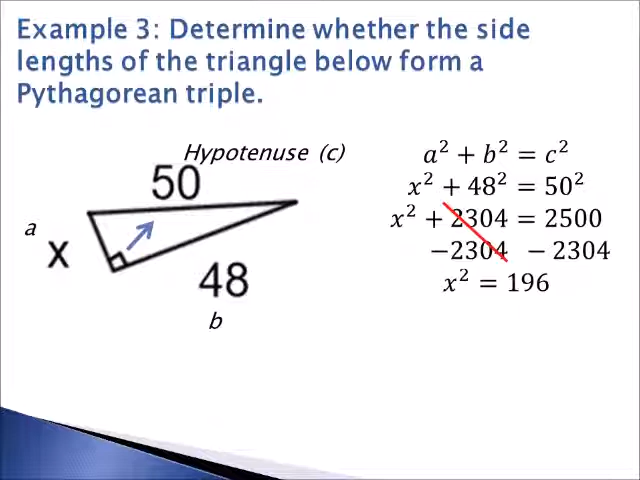 Example 3: Determine whether the side
lengths of the triangle below form a
Pythagorean triple.
Hypotenuse (c)
50
a
x
48
b
a² + b² = c²
x² + 48² = 50²
x² + 2304 = 2500
−2304 − 2304
x² = 196